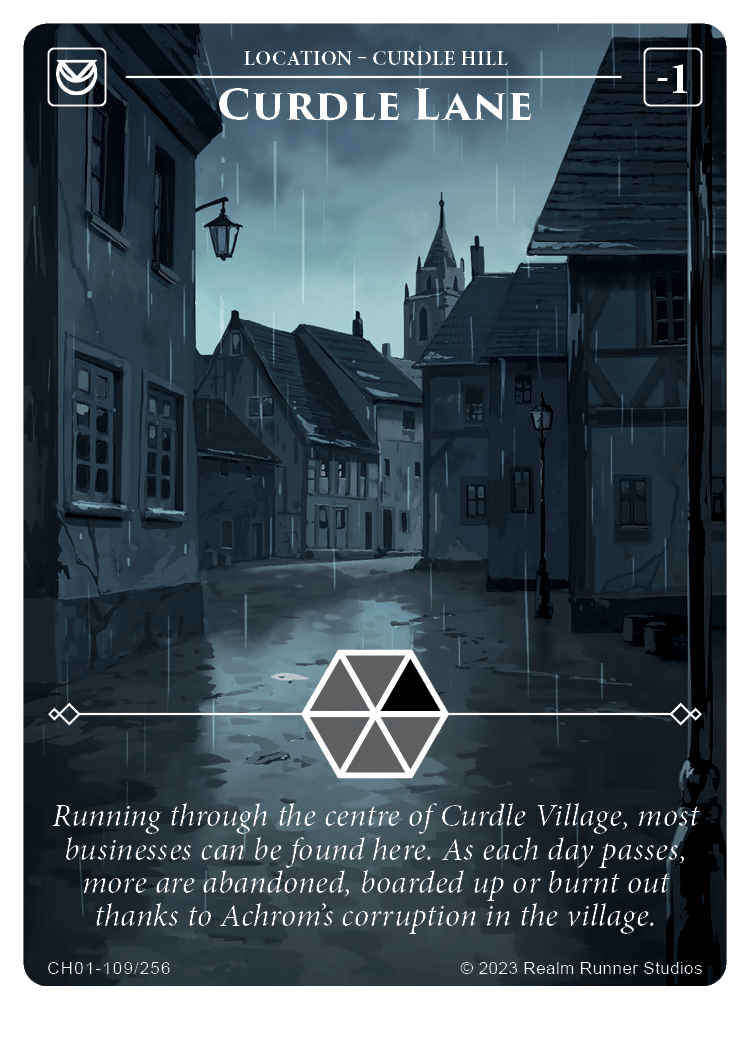 LOCATION – CURDLE HILL
-1
CURDLE LANE
Running through the centre of Curdle Village, most
businesses can be found here. As each day passes,
more are abandoned, boarded up or burnt out
thanks to Achrom's corruption in the village.
CH01-109/256
© 2023 Realm Runner Studios